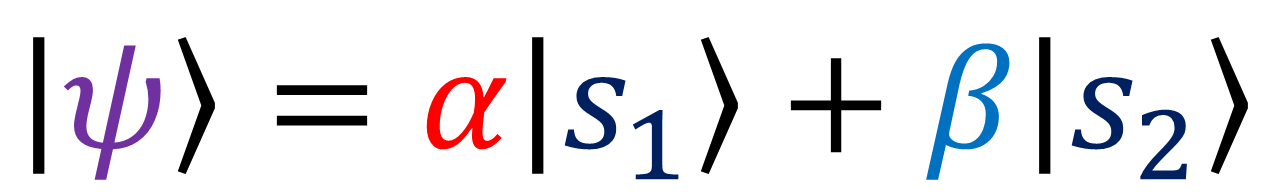 |ψ⟩ = α|s₁⟩ + β|s₂⟩